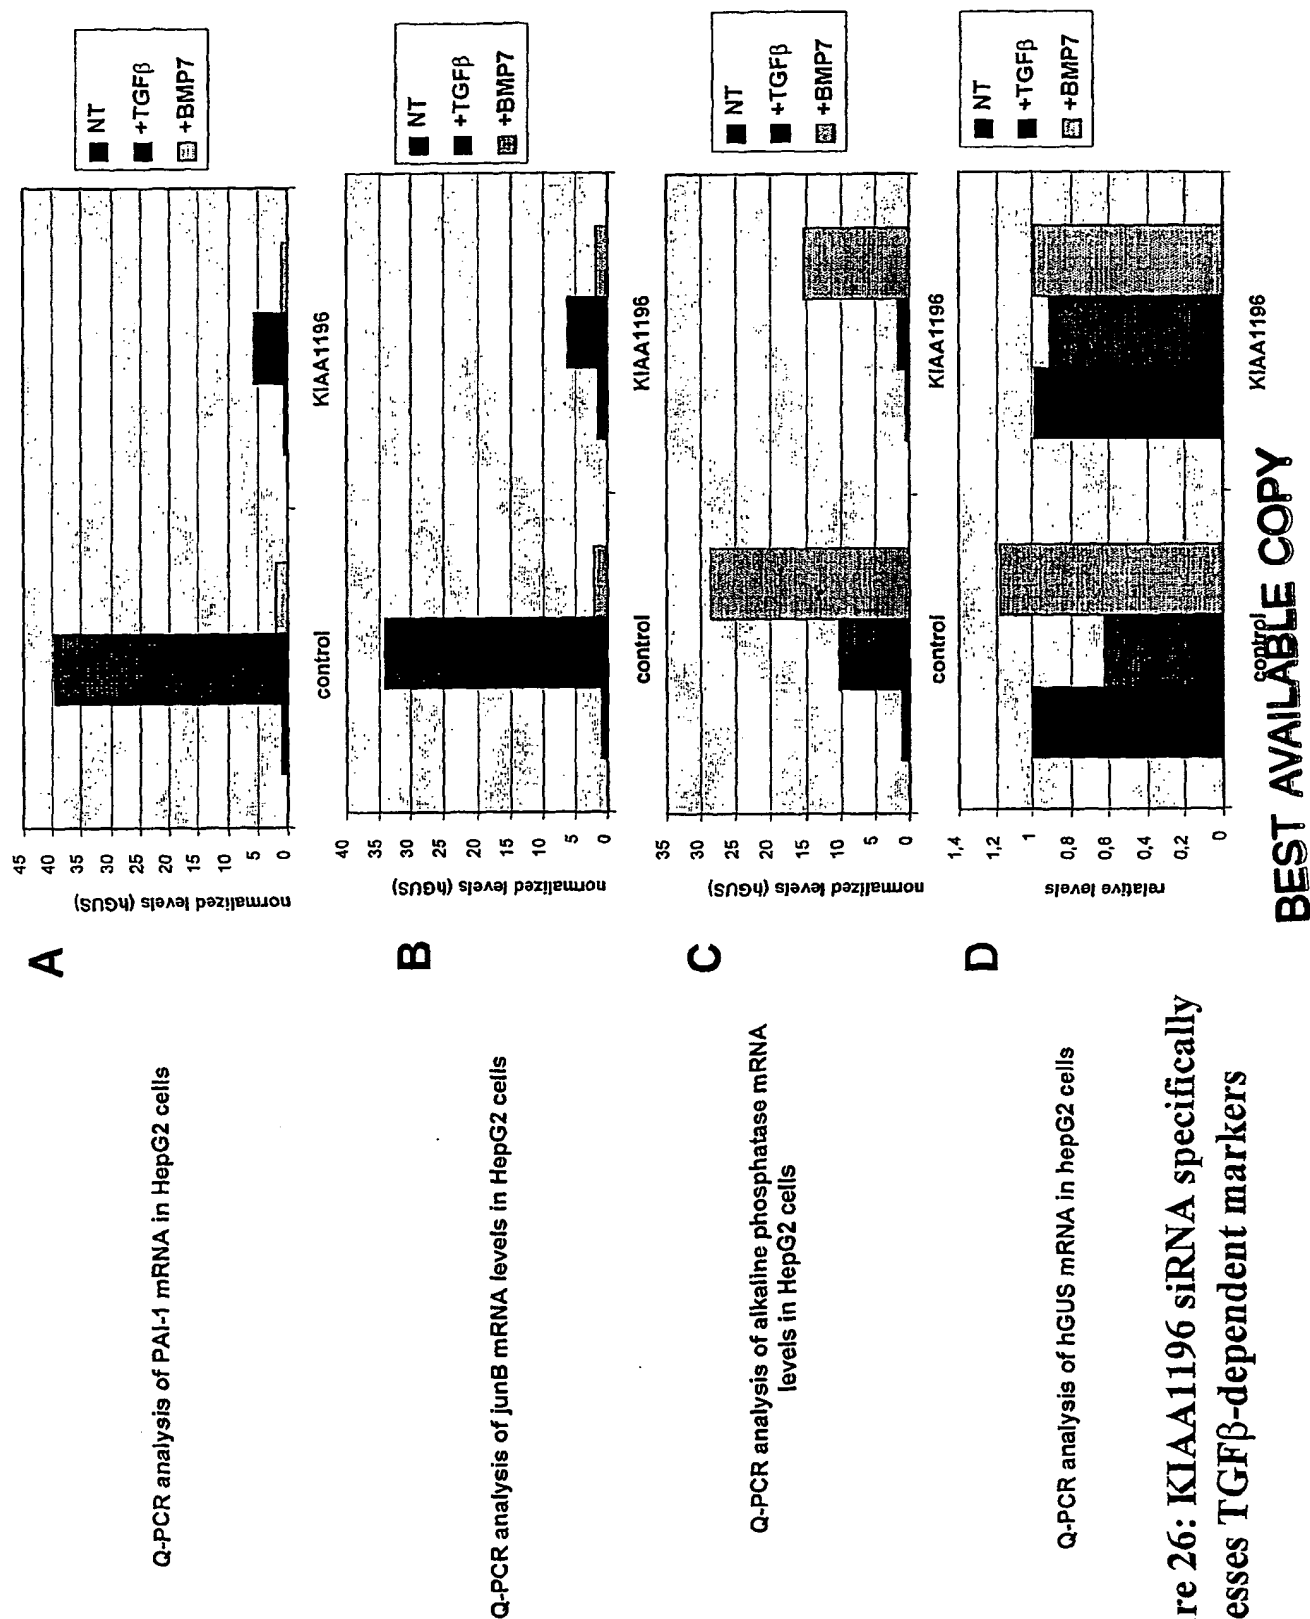 Q-PCR analysis of PAI-1 mRNA in HepG2 cells
A
normalized levels (hGUS)
45
40
35
30
25
20
15
10
5
0
control
KIAA1196
NT
+TGFβ
+BMP7
Q-PCR analysis of junB mRNA levels in HepG2 cells
B
normalized levels (hGUS)
40
35
30
25
20
15
10
5
0
control
KIAA1196
NT
+TGFβ
+BMP7
Q-PCR analysis of alkaline phosphatase mRNA
levels in HepG2 cells
C
normalized levels (hGUS)
35
30
25
20
15
10
5
0
control
KIAA1196
NT
+TGFβ
+BMP7
Q-PCR analysis of hGUS mRNA in hepG2 cells
D
relative levels
1,4
1,2
1
0,8
0,6
0,4
0,2
0
control
KIAA1196
NT
+TGFβ
+BMP7
re 26: KIAA1196 siRNA specifically
esses TGFβ-dependent markers
BEST AVAILABLE COPY